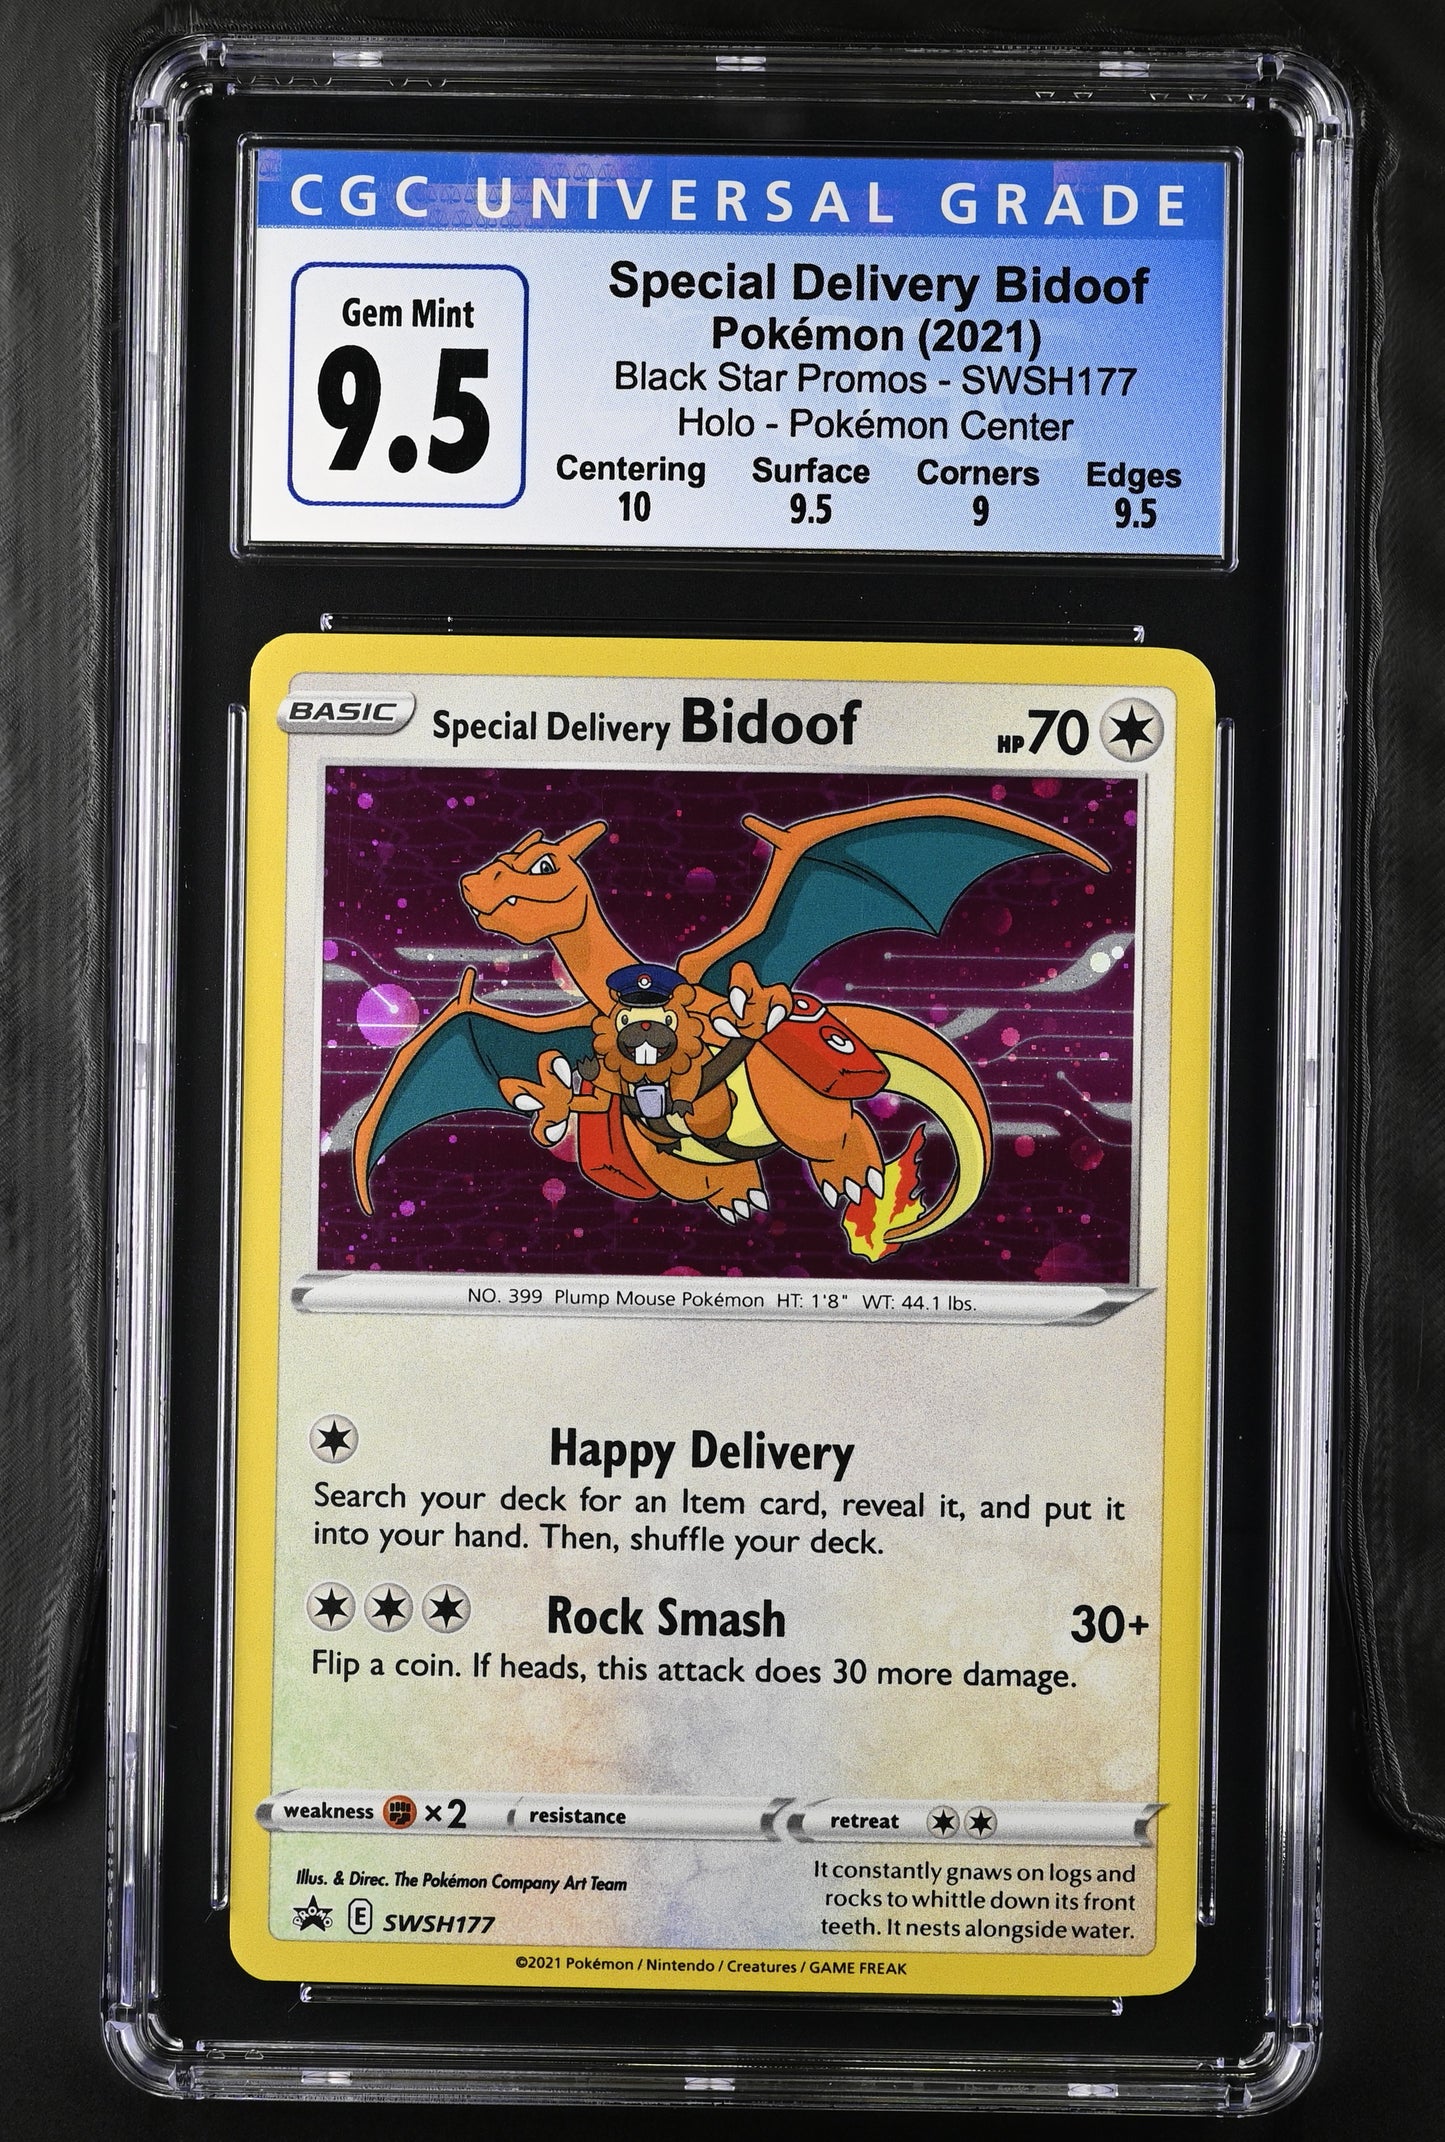 CGC UNIVERSAL GRADE
Gem Mint
9.5
Special Delivery Bidoof
Pokémon (2021)
Black Star Promos - SWSH177
Holo - Pokémon Center
Centering Surface Corners Edges
10 9.5 9 9.5
BASIC Special Delivery Bidoof HP70
NO. 399 Plump Mouse Pokémon HT: 1'8" WT: 44.1 lbs.
Happy Delivery
Search your deck for an Item card, reveal it, and put it
into your hand. Then, shuffle your deck.
Rock Smash 30+
Flip a coin. If heads, this attack does 30 more damage.
weakness ×2 resistance retreat
Illus. & Direc. The Pokémon Company Art Team
PROMO E SWSH177
It constantly gnaws on logs and
rocks to whittle down its front
teeth. It nests alongside water.
©2021 Pokémon / Nintendo / Creatures / GAME FREAK